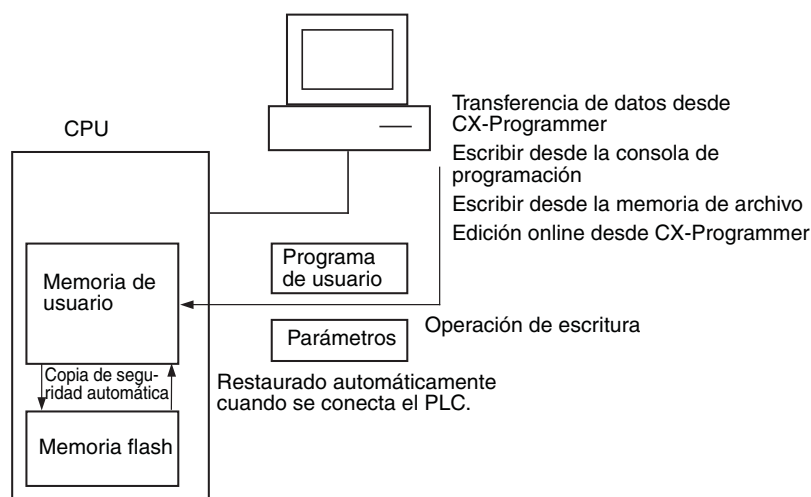 Transferencia de datos desde
CX-Programmer
Escribir desde la consola de
programación
Escribir desde la memoria de archivo
Edición online desde CX-Programmer
CPU
Programa
de usuario
Memoria de
usuario
Operación de escritura
Parámetros
Copia de segu-
ridad automática
Restaurado automáticamente
cuando se conecta el PLC.
Memoria flash